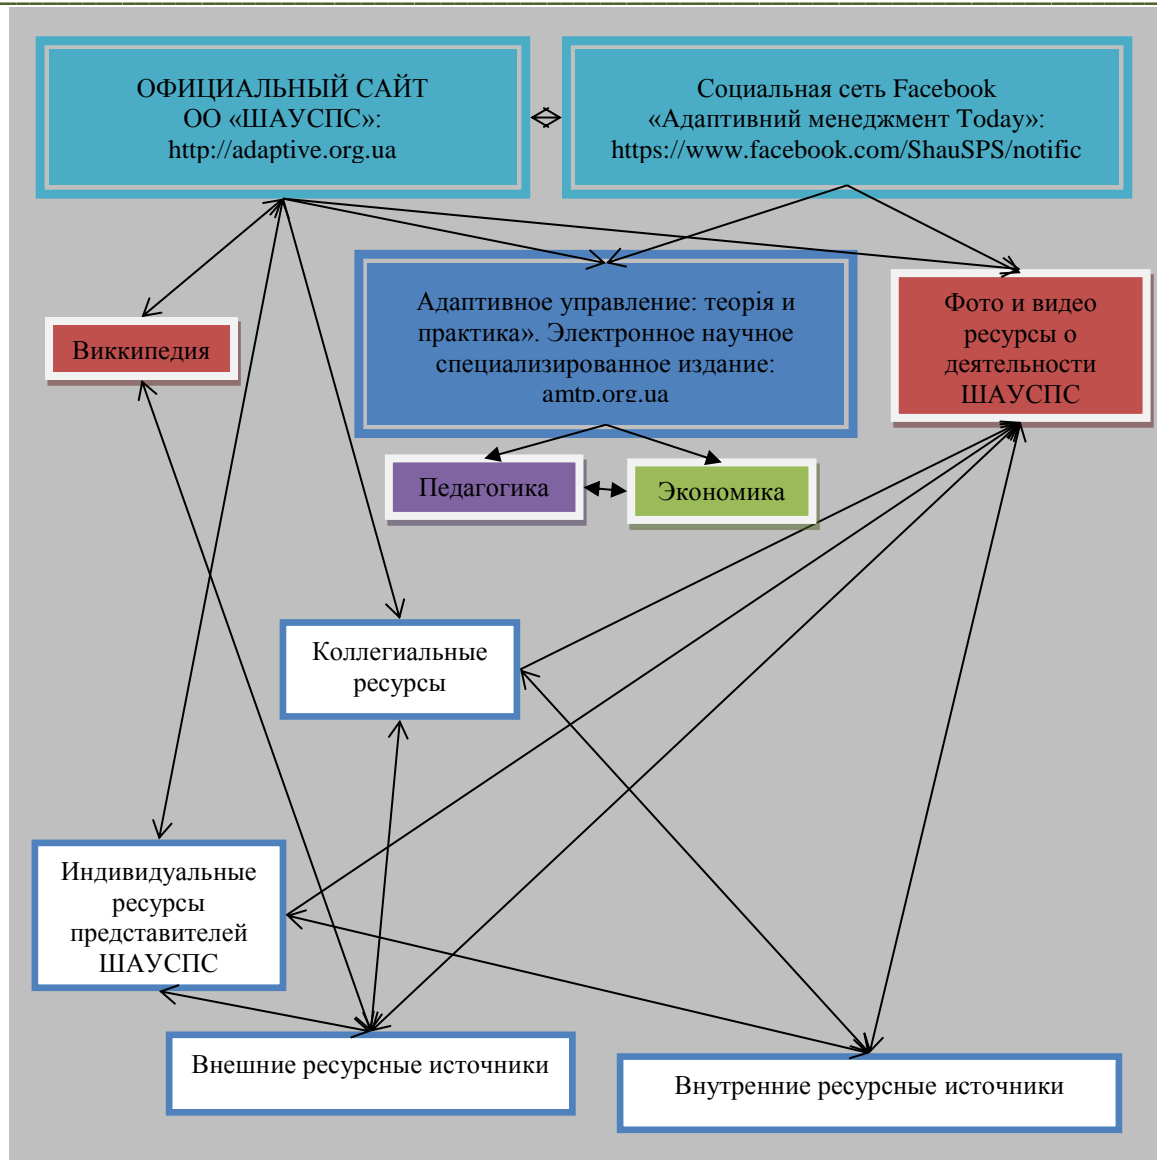 ОФИЦИАЛЬНЫЙ САЙТ
ОО «ШАУСПС»:
http://adaptive.org.ua
Социальная сеть Facebook
«Адаптивний менеджмент Today»:
https://www.facebook.com/ShauSPS/notific
Адаптивное управление: теорія и
практика». Электронное научное
специализированное издание:
amtp.org.ua
Фото и видео
ресурсы о
деятельности
ШАУСПС
Виккипедия
Педагогика
Экономика
Коллегиальные
ресурсы
Индивидуальные
ресурсы
представителей
ШАУСПС
Внешние ресурсные источники
Внутренние ресурсные источники